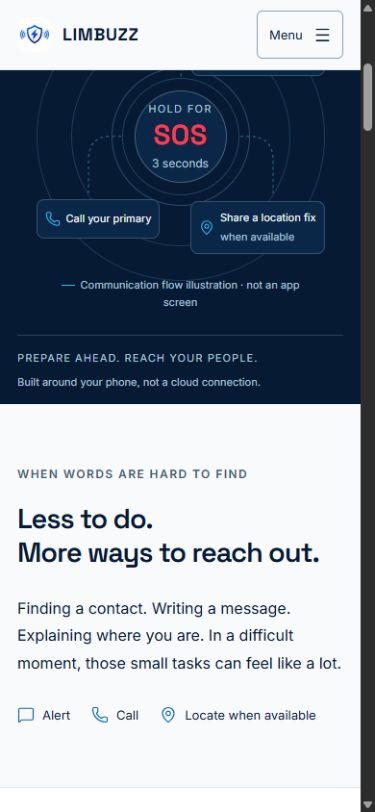 LIMBUZZ
Menu
HOLD FOR
SOS
3 seconds
Call your primary
Share a location fix
when available
— Communication flow illustration · not an app
screen
PREPARE AHEAD. REACH YOUR PEOPLE.
Built around your phone, not a cloud connection.
WHEN WORDS ARE HARD TO FIND
Less to do.
More ways to reach out.
Finding a contact. Writing a message.
Explaining where you are. In a difficult
moment, those small tasks can feel like a lot.
Alert
Call
Locate when available